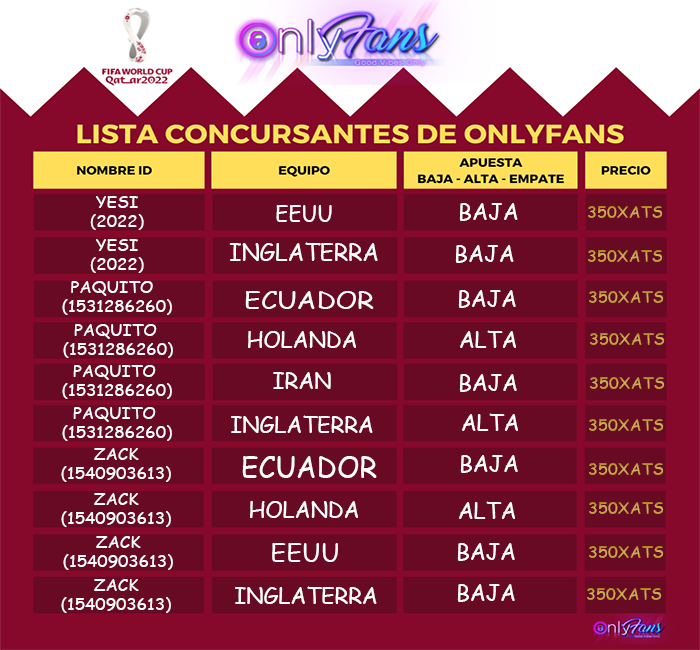 FIFA WORLD CUP
Qatar2022
OnlyFans
Good Vibes Only
LISTA CONCURSANTES DE ONLYFANS
NOMBRE ID
EQUIPO
APUESTA
BAJA - ALTA - EMPATE
PRECIO
YESI
(2022)
EEUU
BAJA
350XATS
YESI
(2022)
INGLATERRA
BAJA
350XATS
PAQUITO
(1531286260)
ECUADOR
BAJA
350XATS
PAQUITO
(1531286260)
HOLANDA
ALTA
350XATS
PAQUITO
(1531286260)
IRAN
BAJA
350XATS
PAQUITO
(1531286260)
INGLATERRA
ALTA
350XATS
ZACK
(1540903613)
ECUADOR
BAJA
350XATS
ZACK
(1540903613)
HOLANDA
ALTA
350XATS
ZACK
(1540903613)
EEUU
BAJA
350XATS
ZACK
(1540903613)
INGLATERRA
BAJA
350XATS
OnlyFans